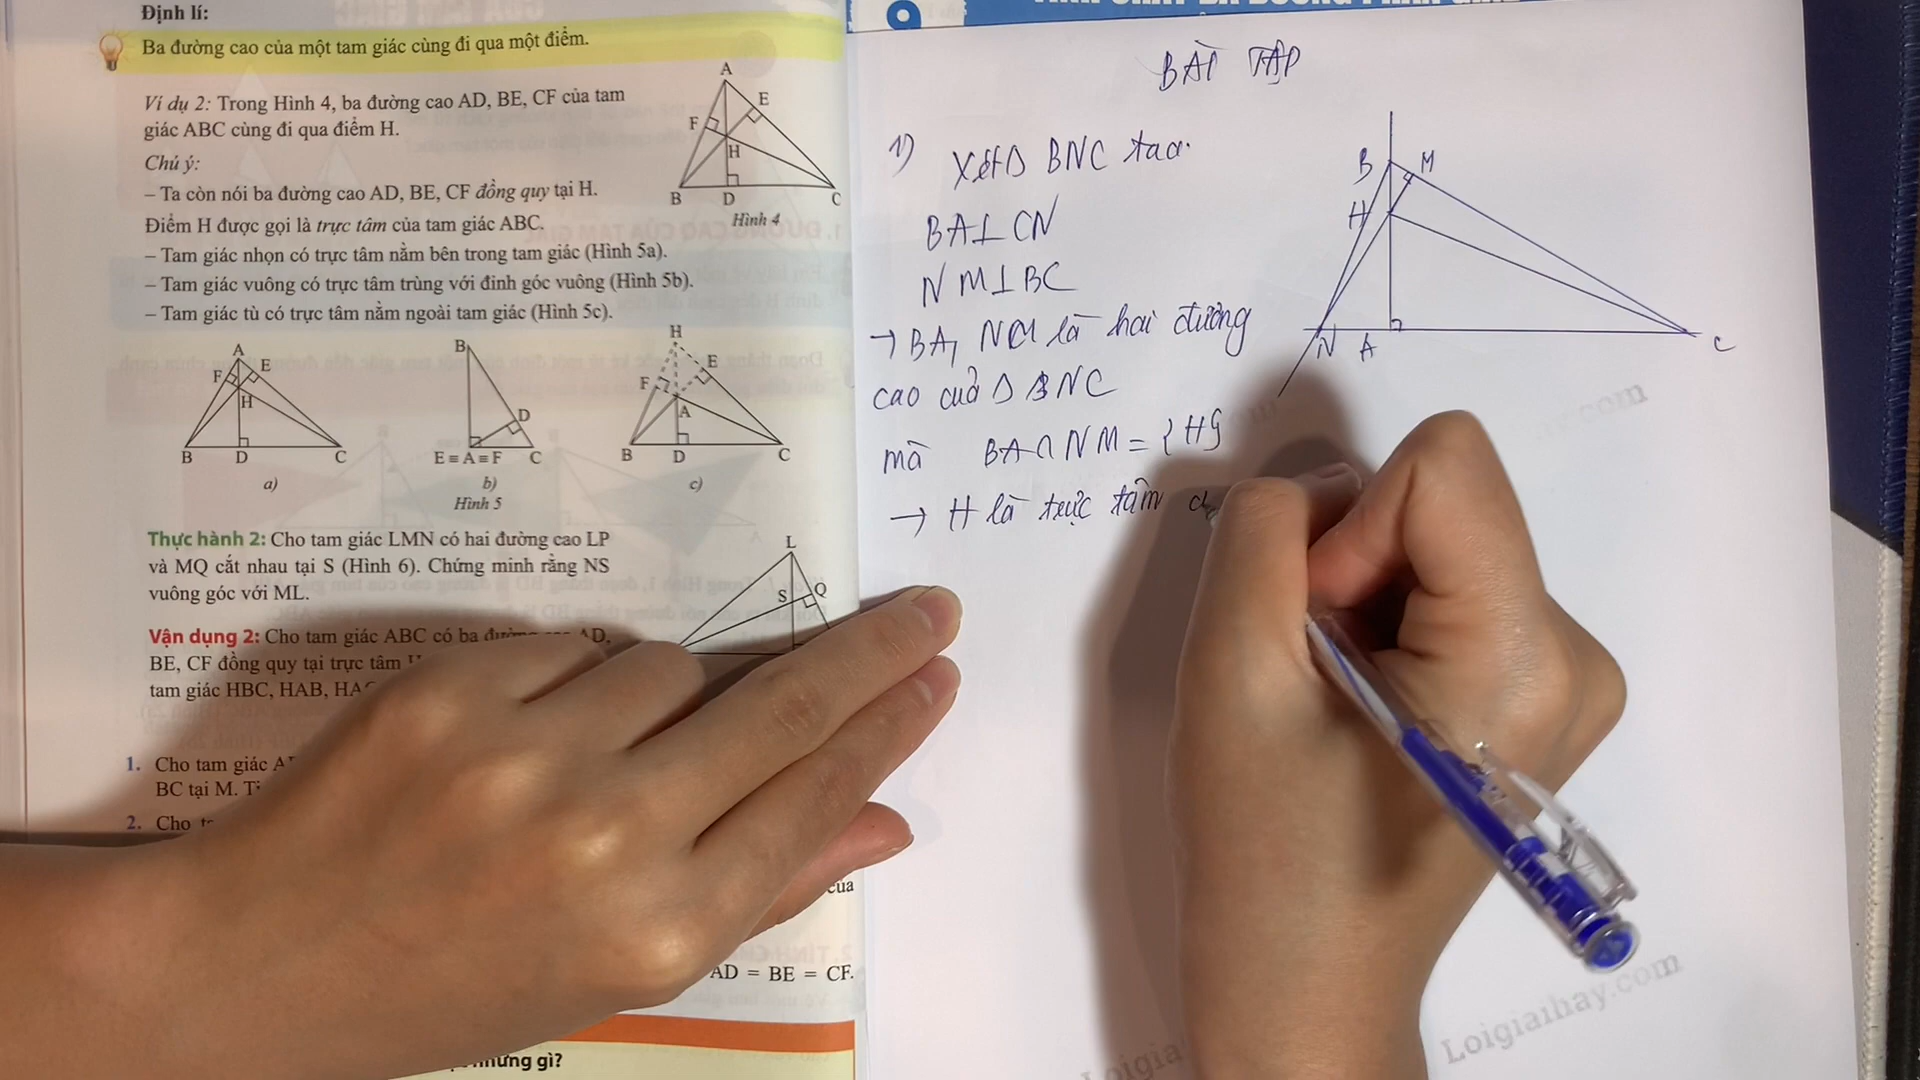 Định lí:
Ba đường cao của một tam giác cùng đi qua một điểm.
Ví dụ 2: Trong Hình 4, ba đường cao AD, BE, CF của tam
giác ABC cùng đi qua điểm H.
Chú ý:
– Ta còn nói ba đường cao AD, BE, CF đồng quy tại H.
Điểm H được gọi là trực tâm của tam giác ABC.
– Tam giác nhọn có trực tâm nằm bên trong tam giác (Hình 5a).
– Tam giác vuông có trực tâm trùng với đỉnh góc vuông (Hình 5b).
– Tam giác tù có trực tâm nằm ngoài tam giác (Hình 5c).
A
E
F
H
B D C
Hình 4
A
F E
H
B D C
a)
B
D
E ≡ A ≡ F C
b)
Hình 5
H
E
F
A
B D C
c)
Thực hành 2: Cho tam giác LMN có hai đường cao LP
và MQ cắt nhau tại S (Hình 6). Chứng minh rằng NS
vuông góc với ML.
L
S Q
Vận dụng 2: Cho tam giác ABC có ba AD,
BE, CF đồng quy tại trực tâm
tam giác HBC, HAB,
1. Cho tam giác
BC tại M.
2. Cho
của
AD = BE = CF.
những gì?
9
BÀI TẬP
1) Xét Δ BNC ta có
BA⊥CN
NM⊥BC
→ BA, NM là hai đường
cao của Δ BNC
mà BA∩NM = {H}
→ H là trực tâm
B M
H
N A C
Loigiaihay.com